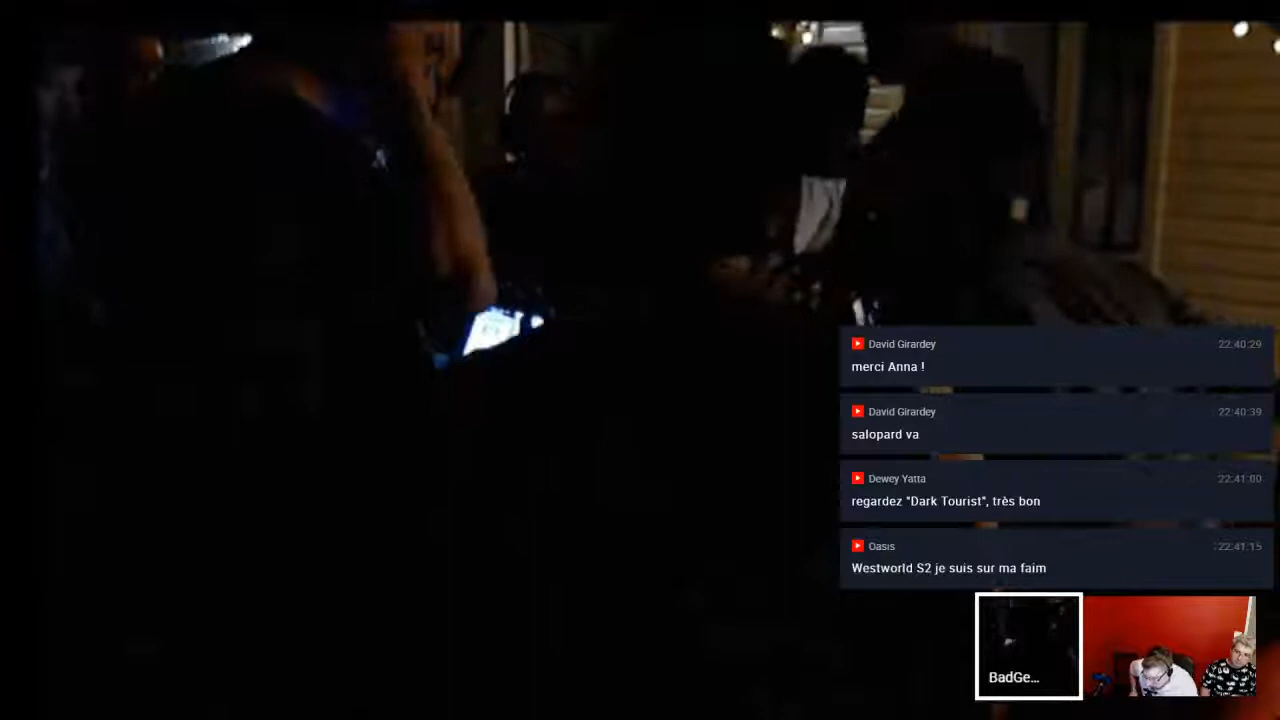 David Girardey 22:40:29
merci Anna !
David Girardey 22:40:39
salopard va
Dewey Yatta 22:41:00
regardez "Dark Tourist", très bon
Oasis 22:41:15
Westworld S2 je suis sur ma faim
BadGe...